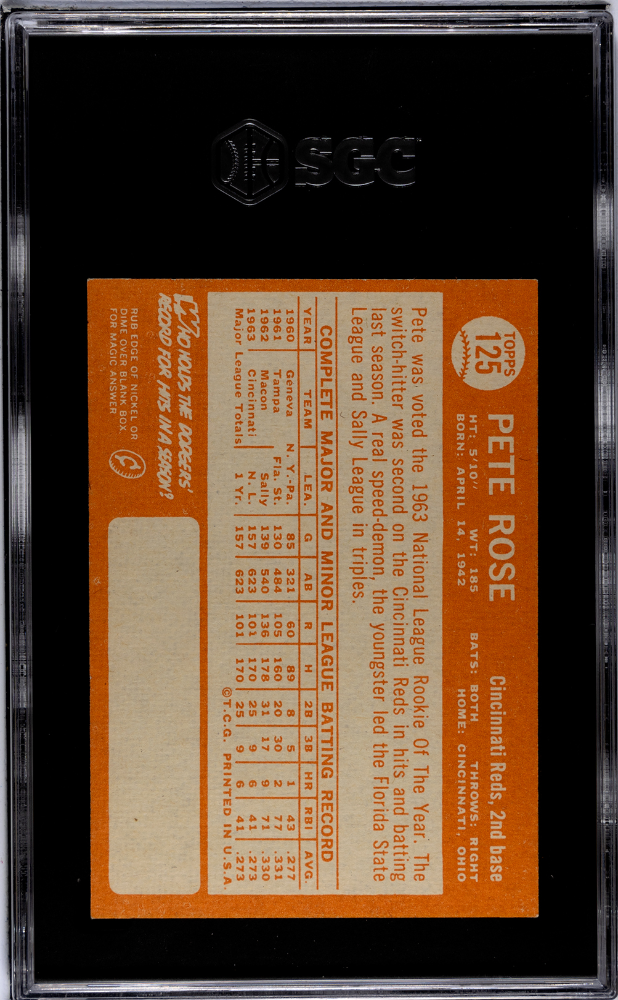 SGC
TOPPS
125
PETE ROSE
Cincinnati Reds, 2nd base
HT: 5'10" WT: 185 BATS: BOTH THROWS: RIGHT
BORN: APRIL 14, 1942 HOME: CINCINNATI, OHIO
Pete was voted the 1963 National League Rookie Of The Year. The
switch-hitter was second on the Cincinnati Reds in hits and batting
last season. A real speed-demon, the youngster led the Florida State
League and Sally League in triples.
COMPLETE MAJOR AND MINOR LEAGUE BATTING RECORD
YEAR TEAM LEA. G AB R H 2B 3B HR RBI AVG.
1960 Geneva N. Y.-Pa. 85 321 60 89 8 5 1 43 .277
1961 Tampa Fla. St. 130 484 105 160 20 30 2 77 .331
1962 Macon Sally 139 540 136 178 31 17 9 71 .330
1963 Cincinnati N. L. 157 623 101 170 25 9 6 41 .273
Major League Totals 1 Yr. 157 623 101 170 25 9 6 41 .273
©T.C.G. PRINTED IN U.S.A.
WHO HOLDS THE DODGERS'
RECORD FOR HITS IN A SEASON?
RUB EDGE OF NICKEL OR
DIME OVER BLANK BOX
FOR MAGIC ANSWER